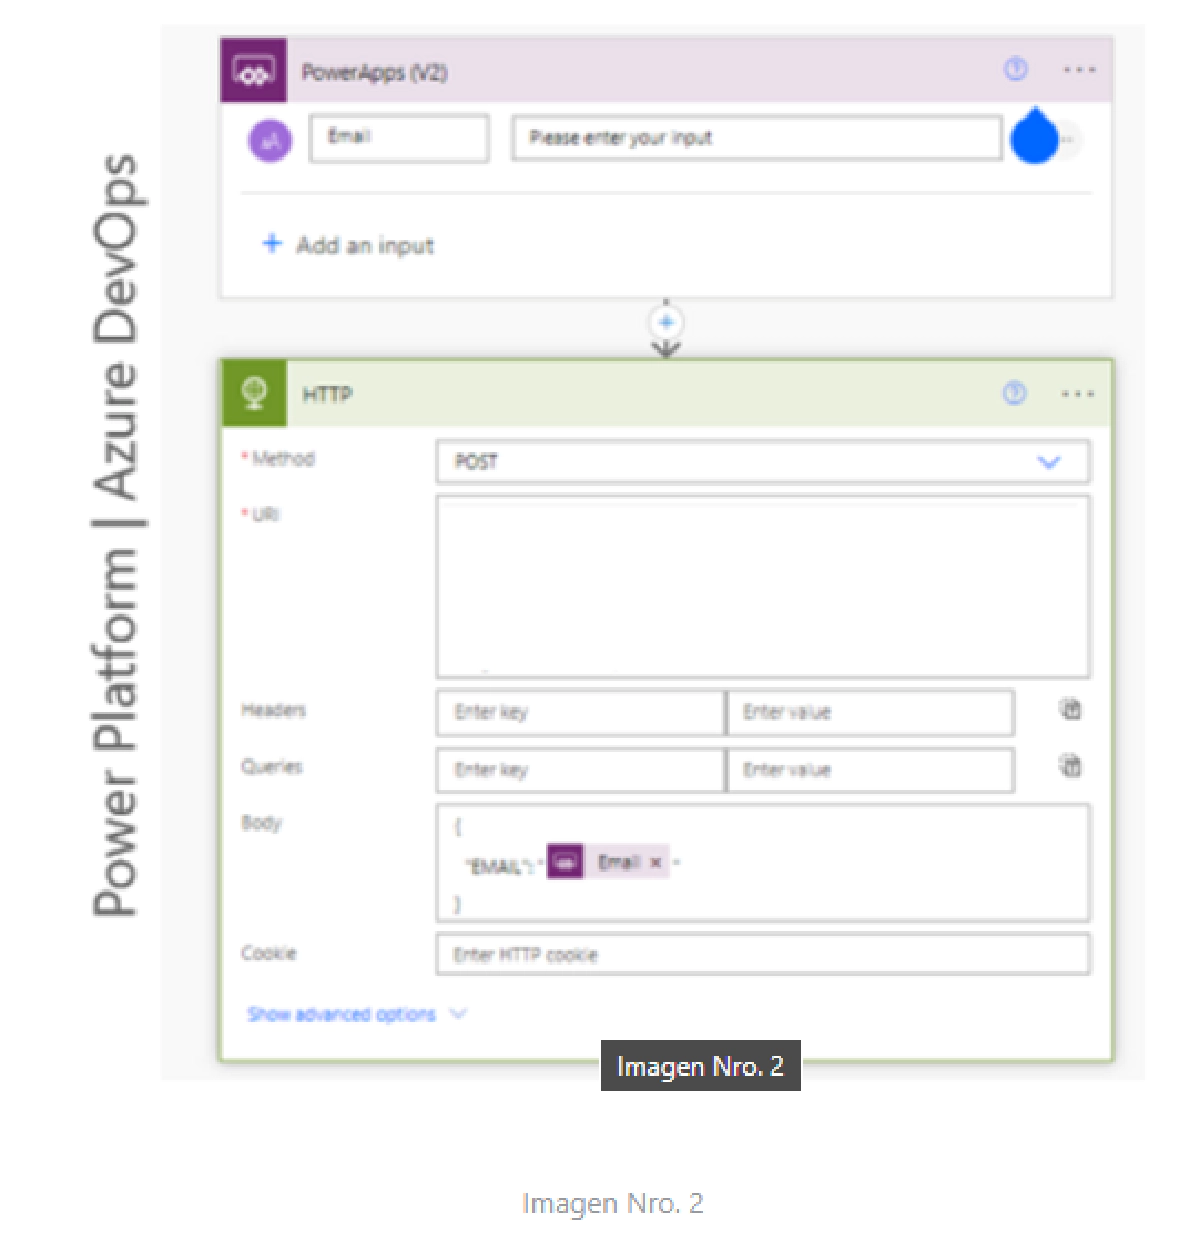 Power Platform | Azure DevOps
PowerApps (V2)
Email
Please enter your input
+ Add an input
HTTP
* Method
POST
* URI
Headers
Enter key
Enter value
Queries
Enter key
Enter value
Body
{
"EMAIL": " Email × "
}
Cookie
Enter HTTP cookie
Show advanced options
Imagen Nro. 2
Imagen Nro. 2